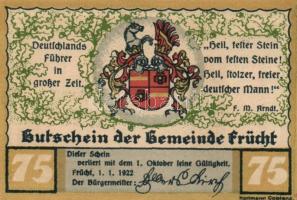 Deutschlands
Führer
in
großer Zeit.
„Heil, fester Stein
vom festen Steine!
Heil, stolzer, freier
deutscher Mann!"
F. M. Arndt.
Gutschein der Gemeinde Frücht
75
Dieser Schein
verliert mit dem 1. Oktober seine Gültigkeit.
Frücht, 1. 1. 1922
Der Bürgermeister:
75
Hartmann Coblenz.